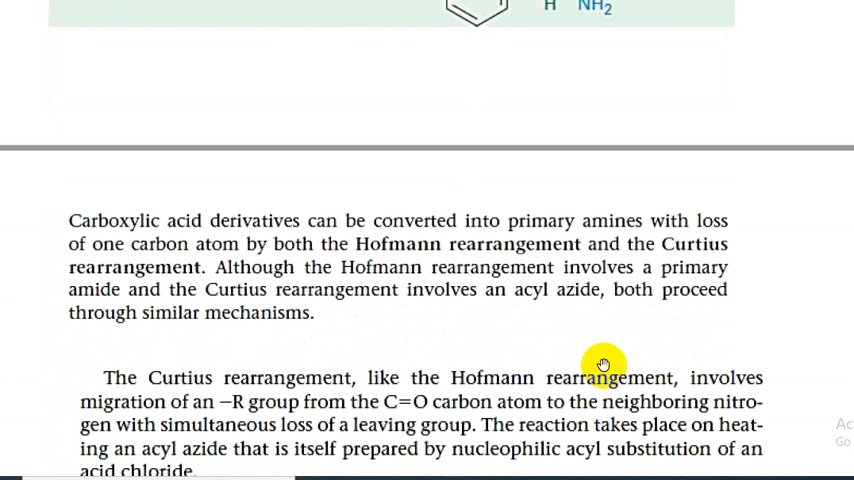 H NH2
Carboxylic acid derivatives can be converted into primary amines with loss
of one carbon atom by both the Hofmann rearrangement and the Curtius
rearrangement. Although the Hofmann rearrangement involves a primary
amide and the Curtius rearrangement involves an acyl azide, both proceed
through similar mechanisms.
The Curtius rearrangement, like the Hofmann rearrangement, involves
migration of an –R group from the C=O carbon atom to the neighboring nitro-
gen with simultaneous loss of a leaving group. The reaction takes place on heat-
ing an acyl azide that is itself prepared by nucleophilic acyl substitution of an
acid chloride.
Ac
Go